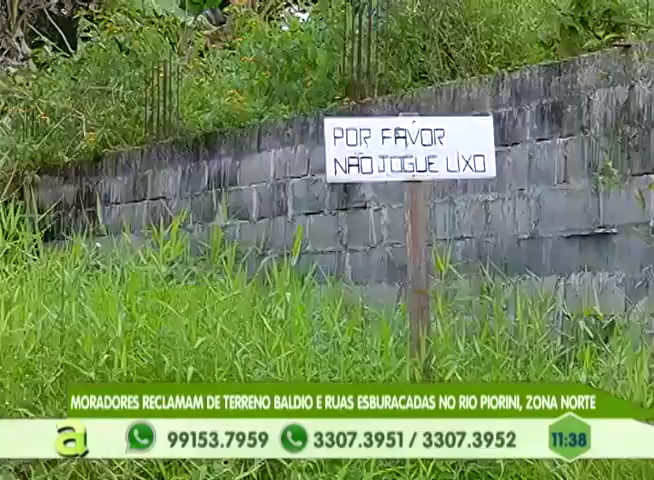 POR FAVOR
NÃO JOGUE LIXO
MORADORES RECLAMAM DE TERRENO BALDIO E RUAS ESBURACADAS NO RIO PIORINI, ZONA NORTE
a 99153.7959 3307.3951 / 3307.3952 11:38